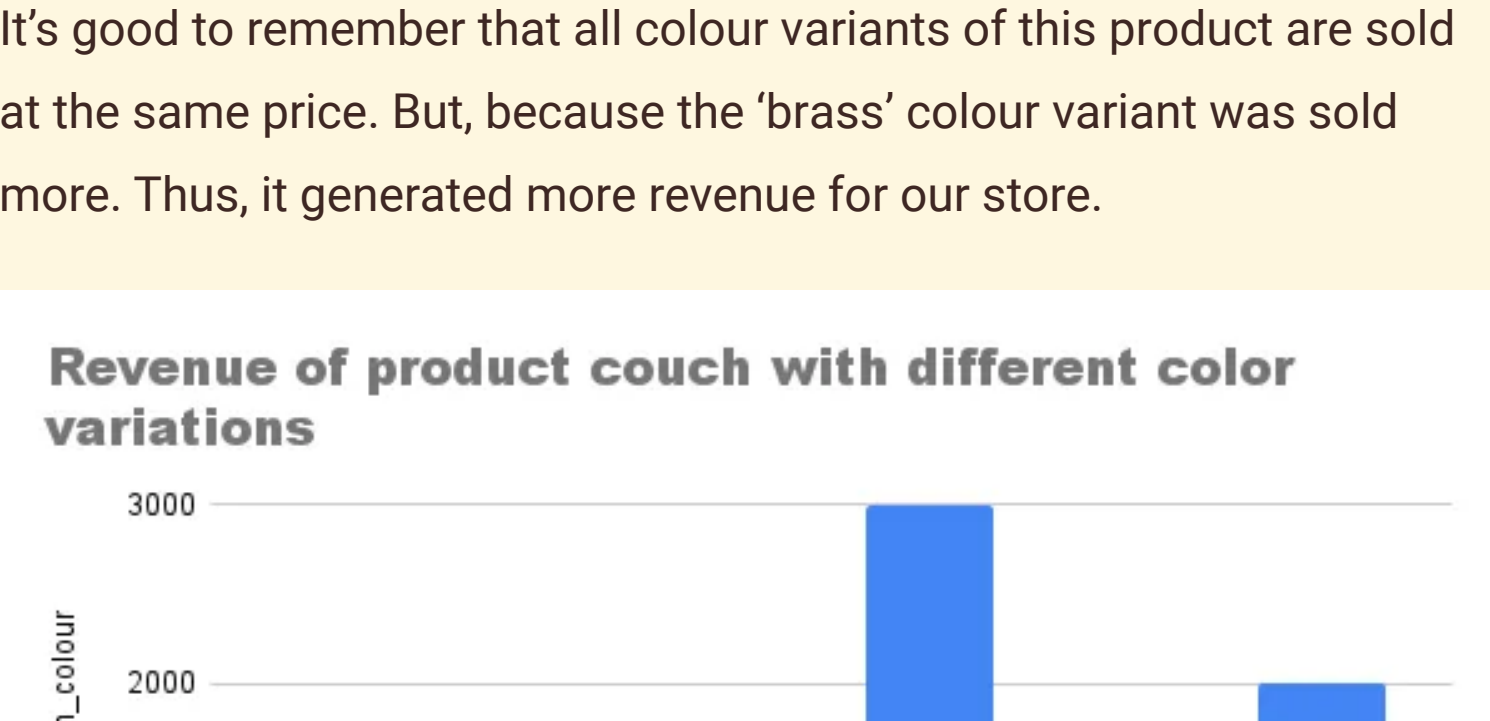 It’s good to remember that all colour variants of this product are sold
at the same price. But, because the ‘brass’ colour variant was sold
more. Thus, it generated more revenue for our store.
Revenue of product couch with different color
variations
3000
2000
_colour